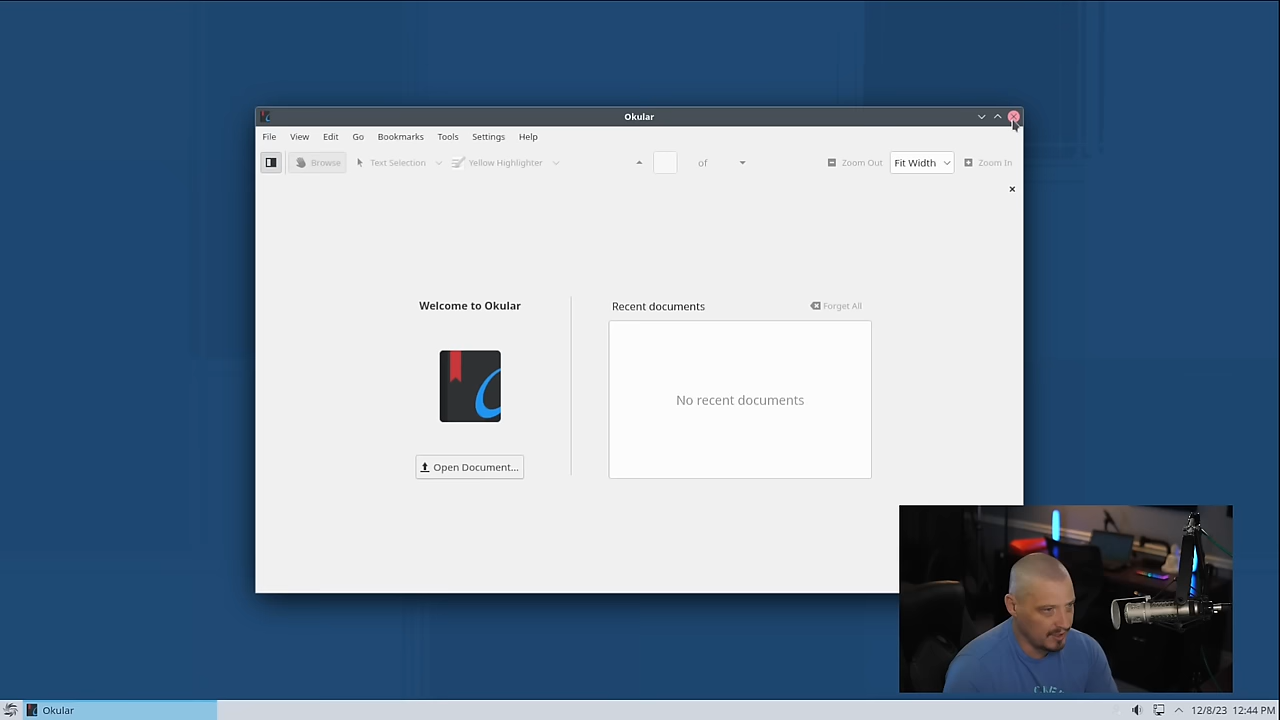 Okular
File View Edit Go Bookmarks Tools Settings Help
Browse Text Selection Yellow Highlighter of Zoom Out Fit Width Zoom In
Welcome to Okular
Recent documents Forget All
No recent documents
Open Document...
Okular 12/8/23 12:44 PM